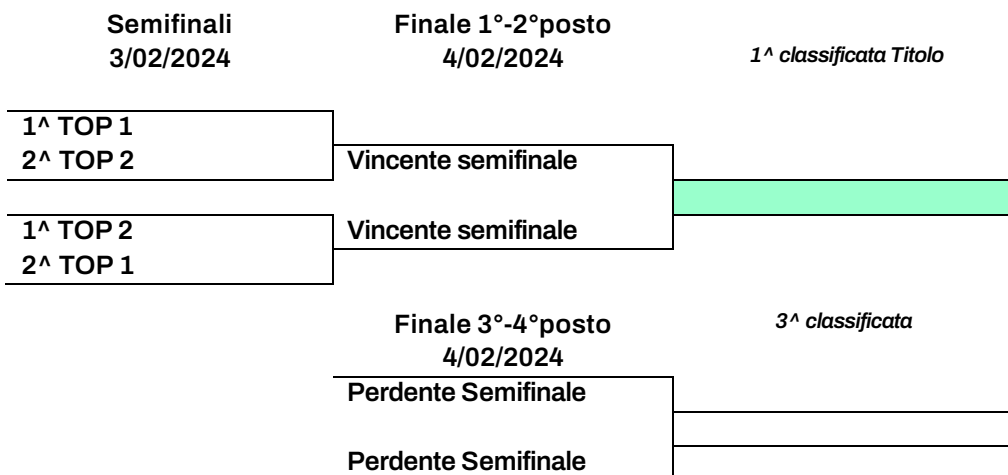 Semifinali
3/02/2024
Finale 1°-2°posto
4/02/2024
1^ classificata Titolo
1^ TOP 1
2^ TOP 2
Vincente semifinale
1^ TOP 2
2^ TOP 1
Vincente semifinale
Finale 3°-4°posto
4/02/2024
3^ classificata
Perdente Semifinale
Perdente Semifinale